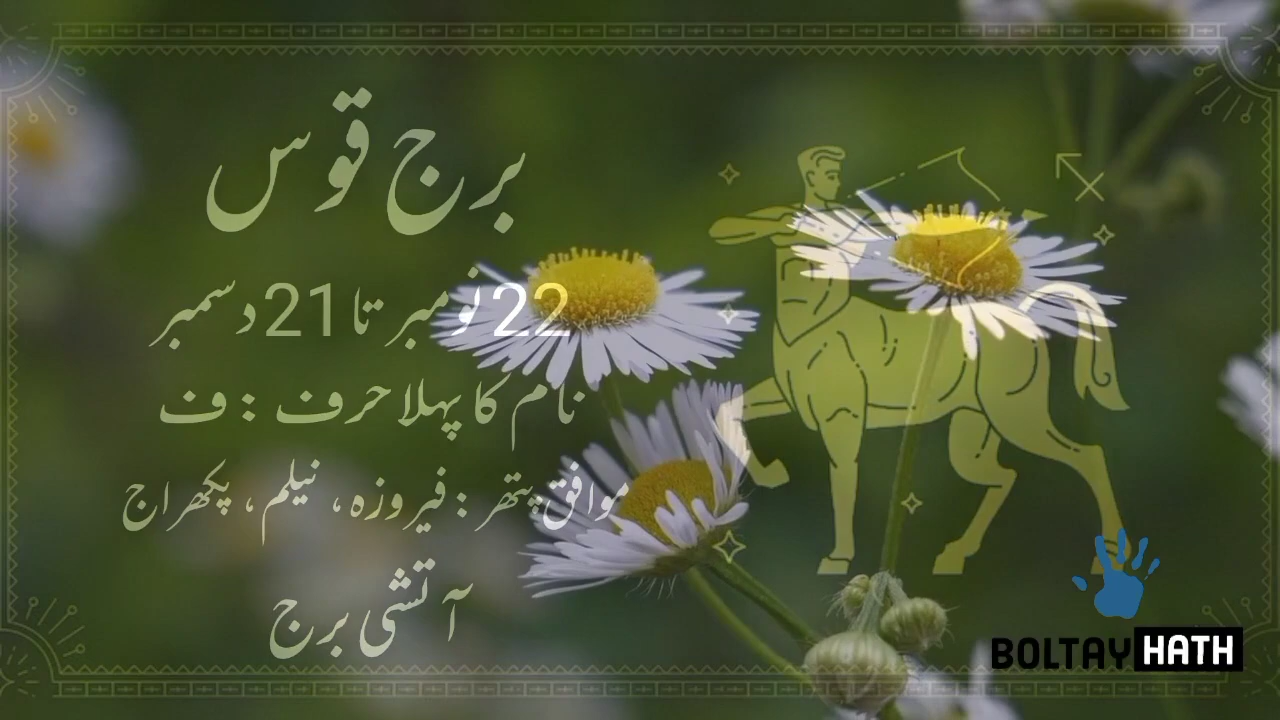 برج قوس
22 نومبر تا 21 دسمبر
نام کا پہلا حرف : ف
موافق پتھر : فیروزہ، نیلم، پکھراج
آتشی برج
BOLTAY HATH